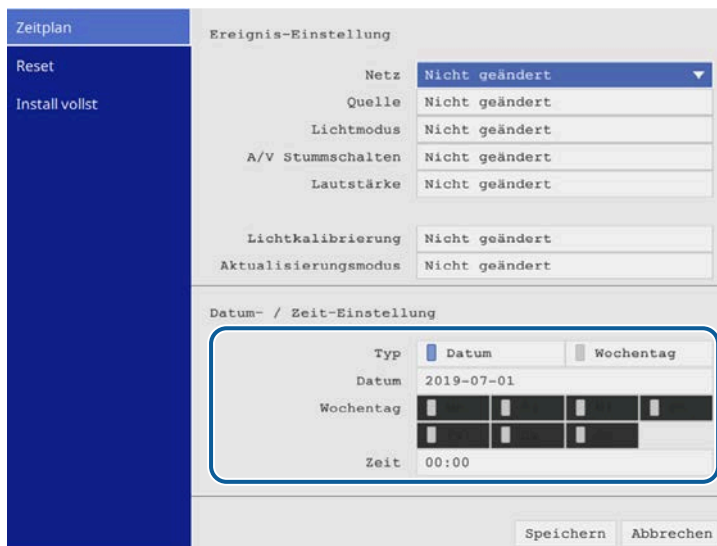 Zeitplan
Reset
Install vollst
Ereignis-Einstellung
Netz Nicht geändert
Quelle Nicht geändert
Lichtmodus Nicht geändert
A/V Stummschalten Nicht geändert
Lautstärke Nicht geändert
Lichtkalibrierung Nicht geändert
Aktualisierungsmodus Nicht geändert
Datum- / Zeit-Einstellung
Typ Datum Wochentag
Datum 2019-07-01
Wochentag
Zeit 00:00
Speichern Abbrechen